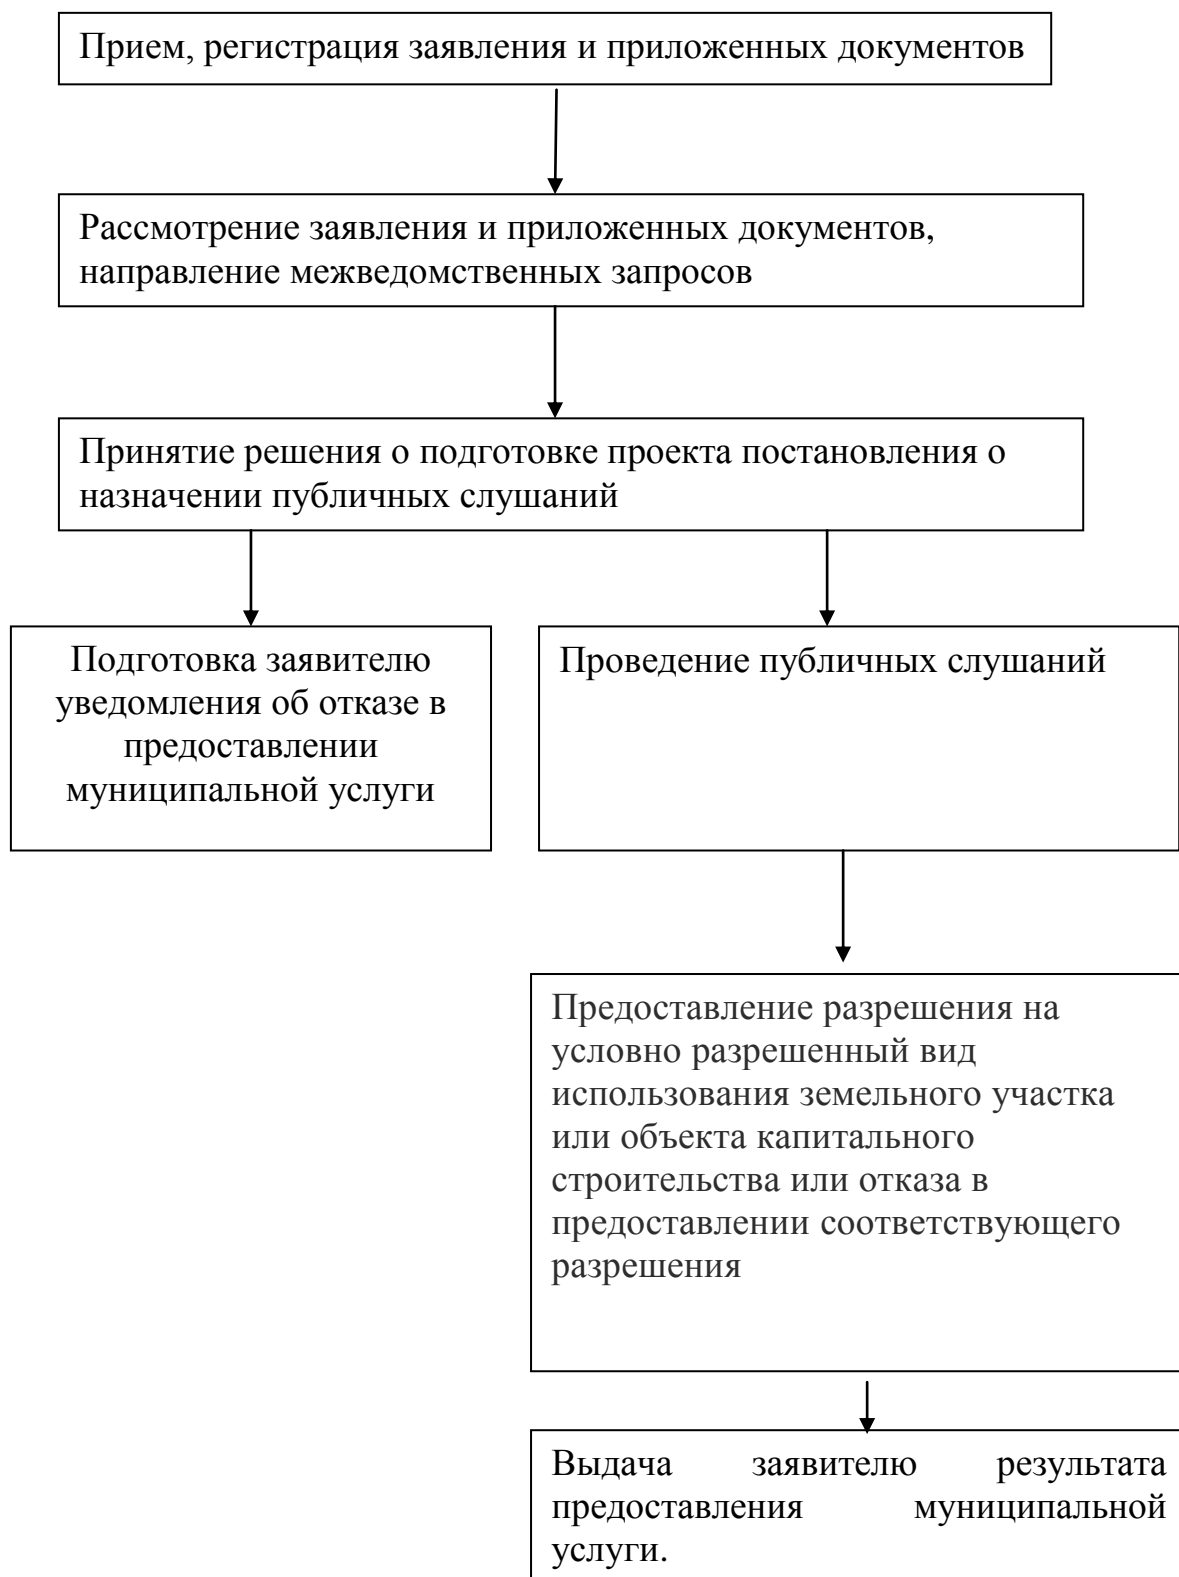 Прием, регистрация заявления и приложенных документов
Рассмотрение заявления и приложенных документов,
направление межведомственных запросов
Принятие решения о подготовке проекта постановления о
назначении публичных слушаний
Подготовка заявителю
уведомления об отказе в
предоставлении
муниципальной услуги
Проведение публичных слушаний
Предоставление разрешения на
условно разрешенный вид
использования земельного участка
или объекта капитального
строительства или отказа в
предоставлении соответствующего
разрешения
Выдача заявителю результата
предоставления муниципальной
услуги.